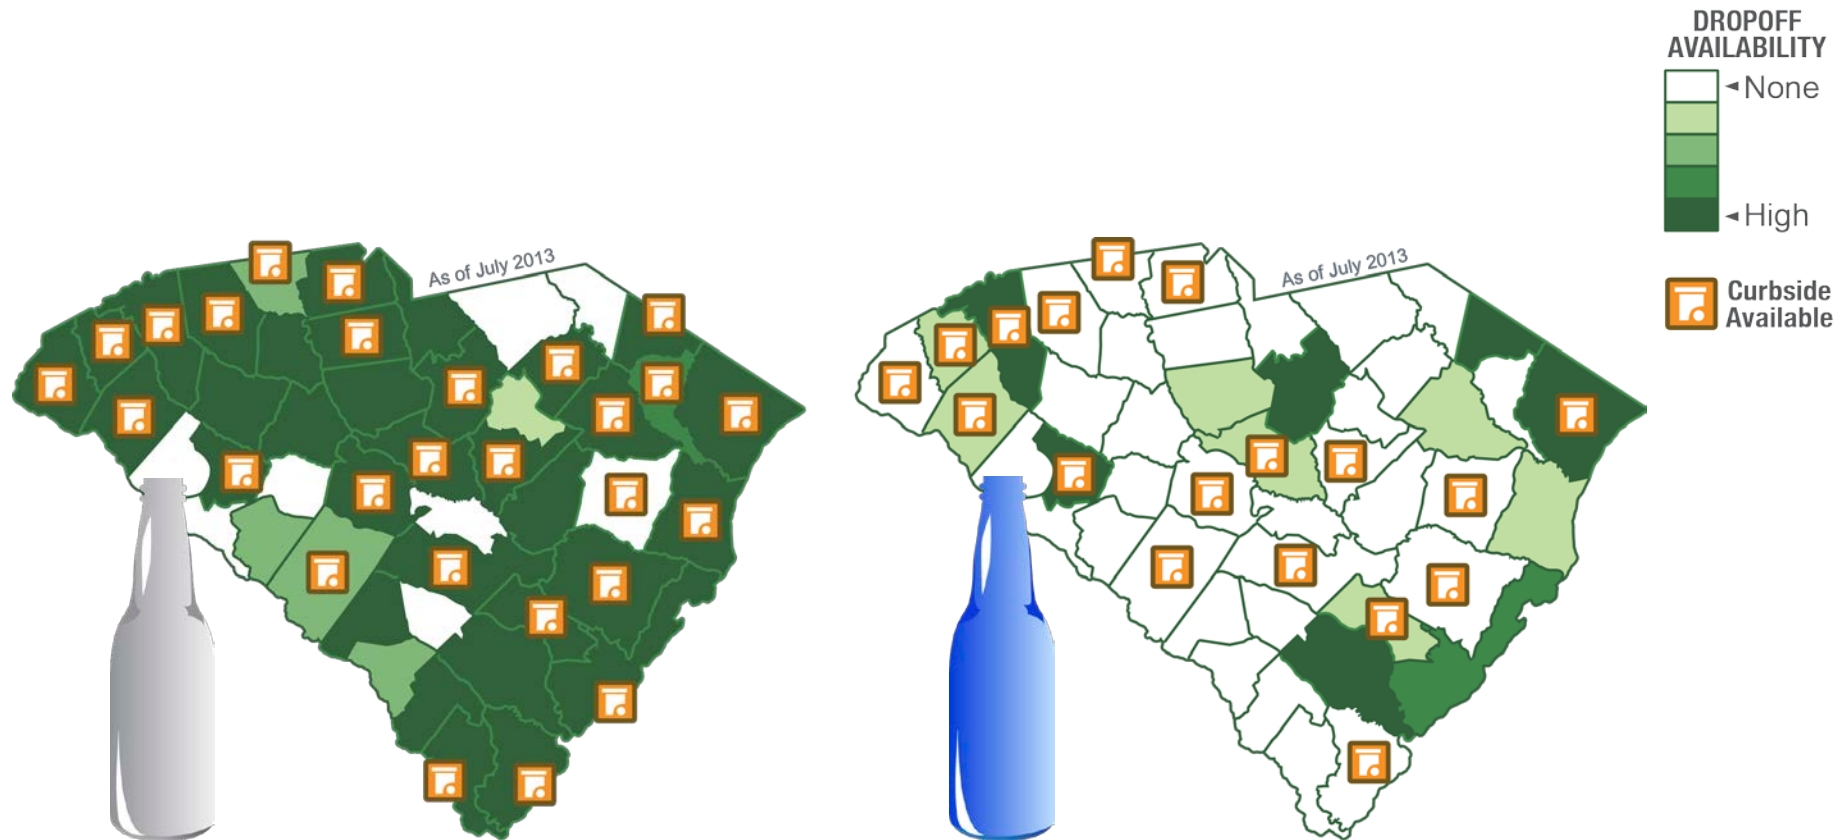 DROPOFF
AVAILABILITY
None
High
Curbside
Available
As of July 2013
As of July 2013